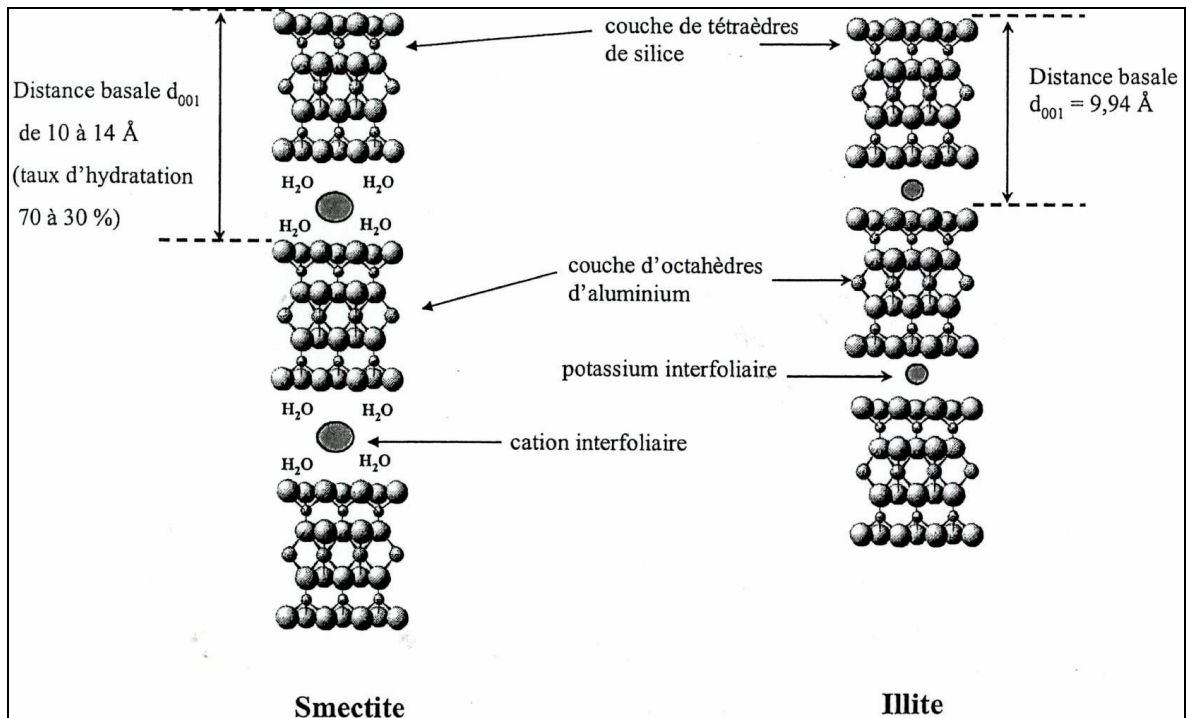 couche de tétraèdres
de silice
Distance basale d001
de 10 à 14 Å
(taux d'hydratation
70 à 30 %)
Distance basale
d001 = 9,94 Å
H2O H2O
H2O H2O
couche d'octahèdres
d'aluminium
potassium interfoliaire
H2O H2O
cation interfoliaire
H2O H2O
Smectite
Illite